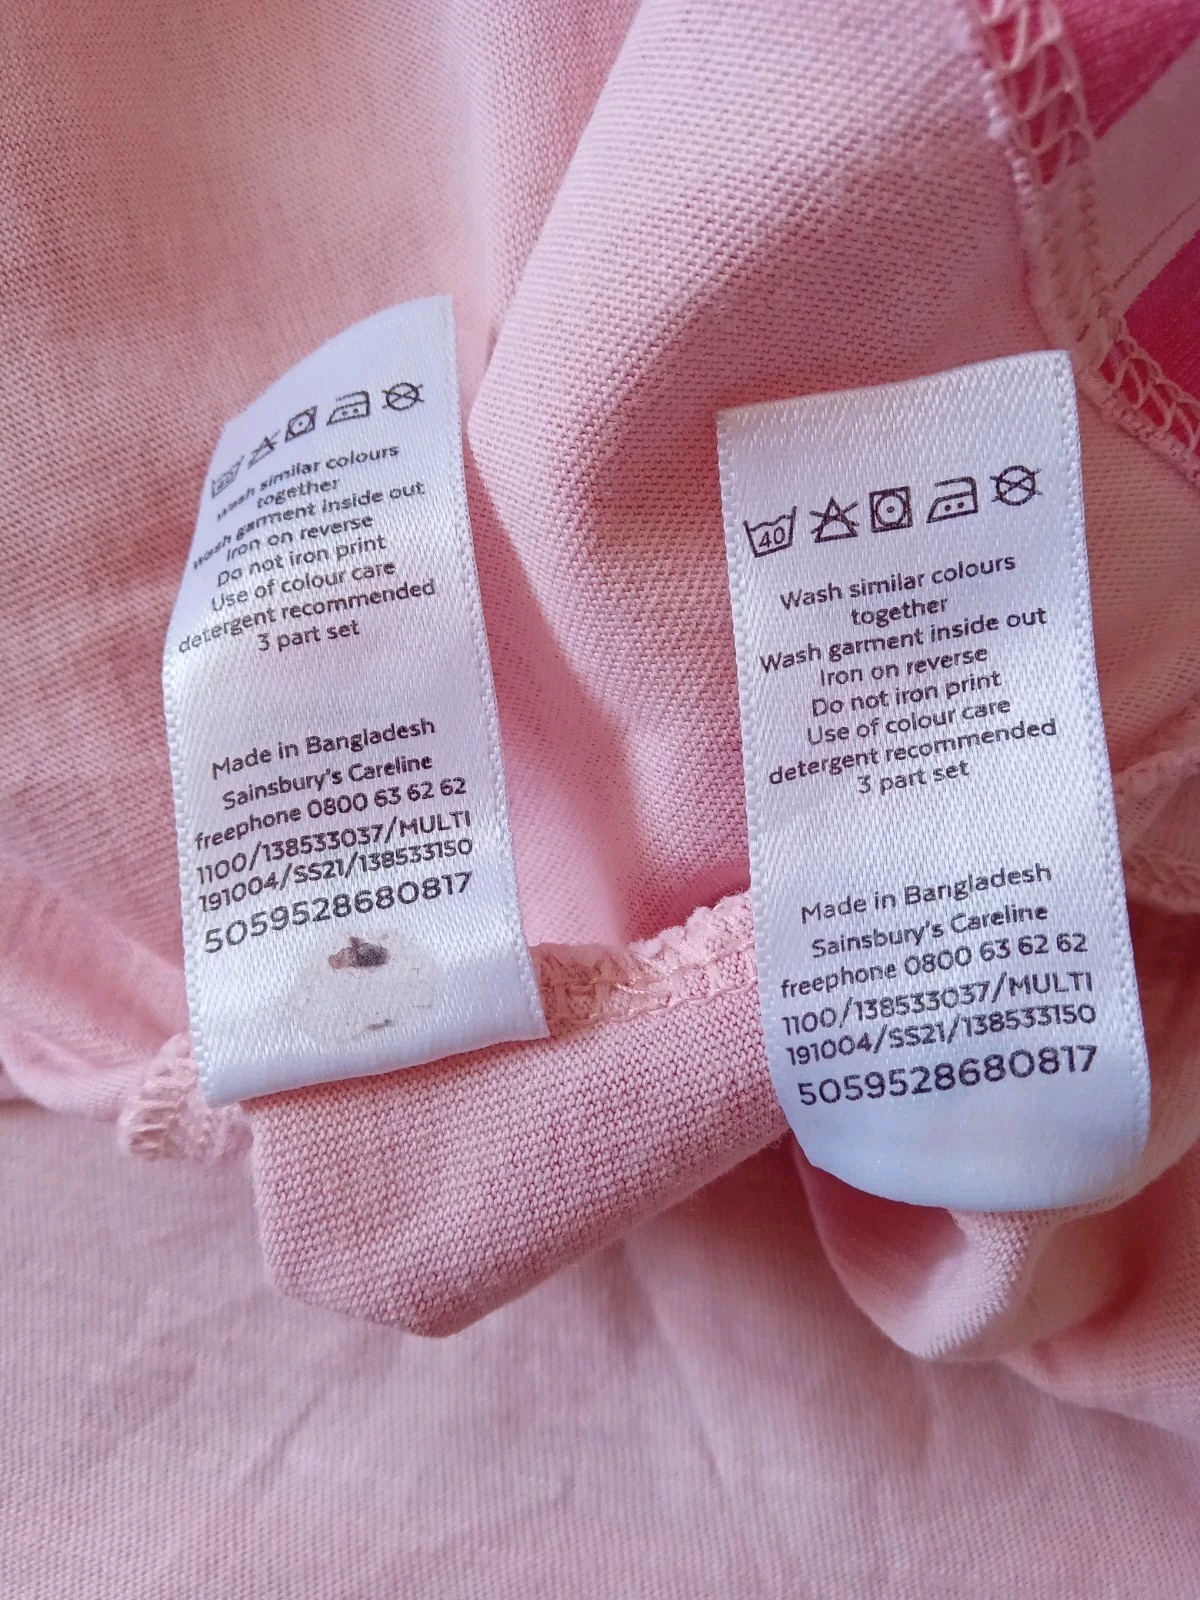 40
Wash similar colours
together
Wash garment inside out
Iron on reverse
Do not iron print
Use of colour care
detergent recommended
3 part set
Made in Bangladesh
Sainsbury's Careline
freephone 0800 63 62 62
1100/138533037/MULTI
191004/SS21/138533150
5059528680817
40
Wash similar colours
together
Wash garment inside out
Iron on reverse
Do not iron print
Use of colour care
detergent recommended
3 part set
Made in Bangladesh
Sainsbury's Careline
freephone 0800 63 62 62
1100/138533037/MULTI
191004/SS21/138533150
5059528680817